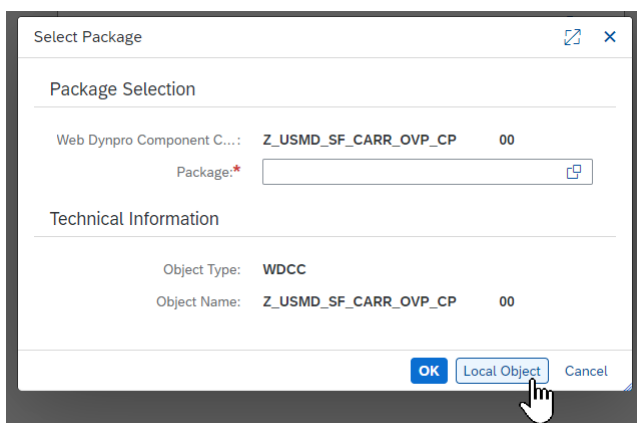 Select Package
Package Selection
Web Dynpro Component C...: Z_USMD_SF_CARR_OVP_CP 00
Package:*
Technical Information
Object Type: WDCC
Object Name: Z_USMD_SF_CARR_OVP_CP 00
OK Local Object Cancel